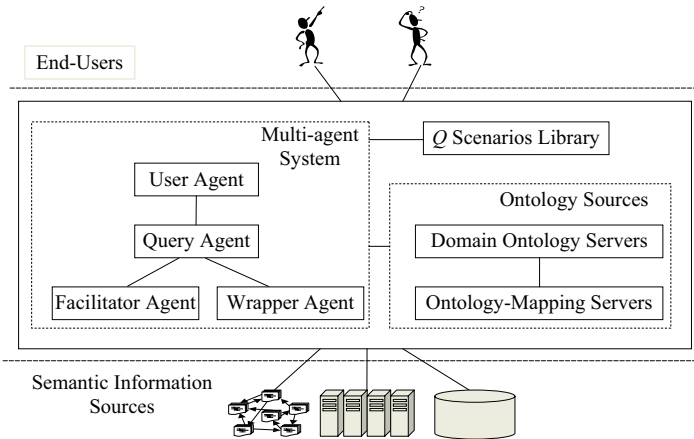 End-Users
?
Multi-agent
System
Q Scenarios Library
User Agent
Query Agent
Facilitator Agent
Wrapper Agent
Ontology Sources
Domain Ontology Servers
Ontology-Mapping Servers
Semantic Information
Sources